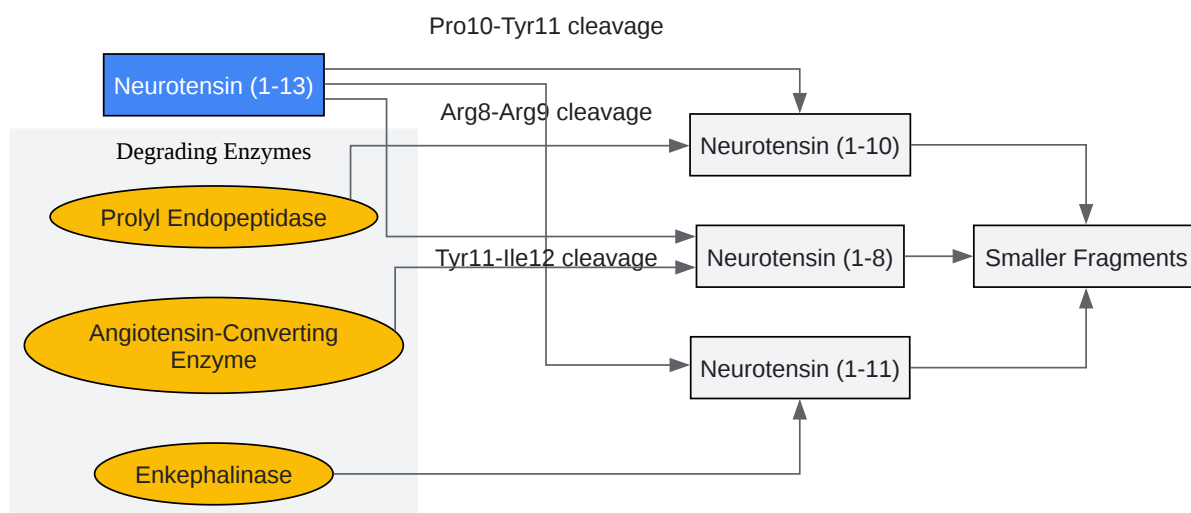 Pro10-Tyr11 cleavage
Neurotensin (1-13)
Arg8-Arg9 cleavage
Degrading Enzymes
Neurotensin (1-10)
Prolyl Endopeptidase
Tyr11-Ile12 cleavage
Neurotensin (1-8)
Smaller Fragments
Angiotensin-Converting
Enzyme
Neurotensin (1-11)
Enkephalinase